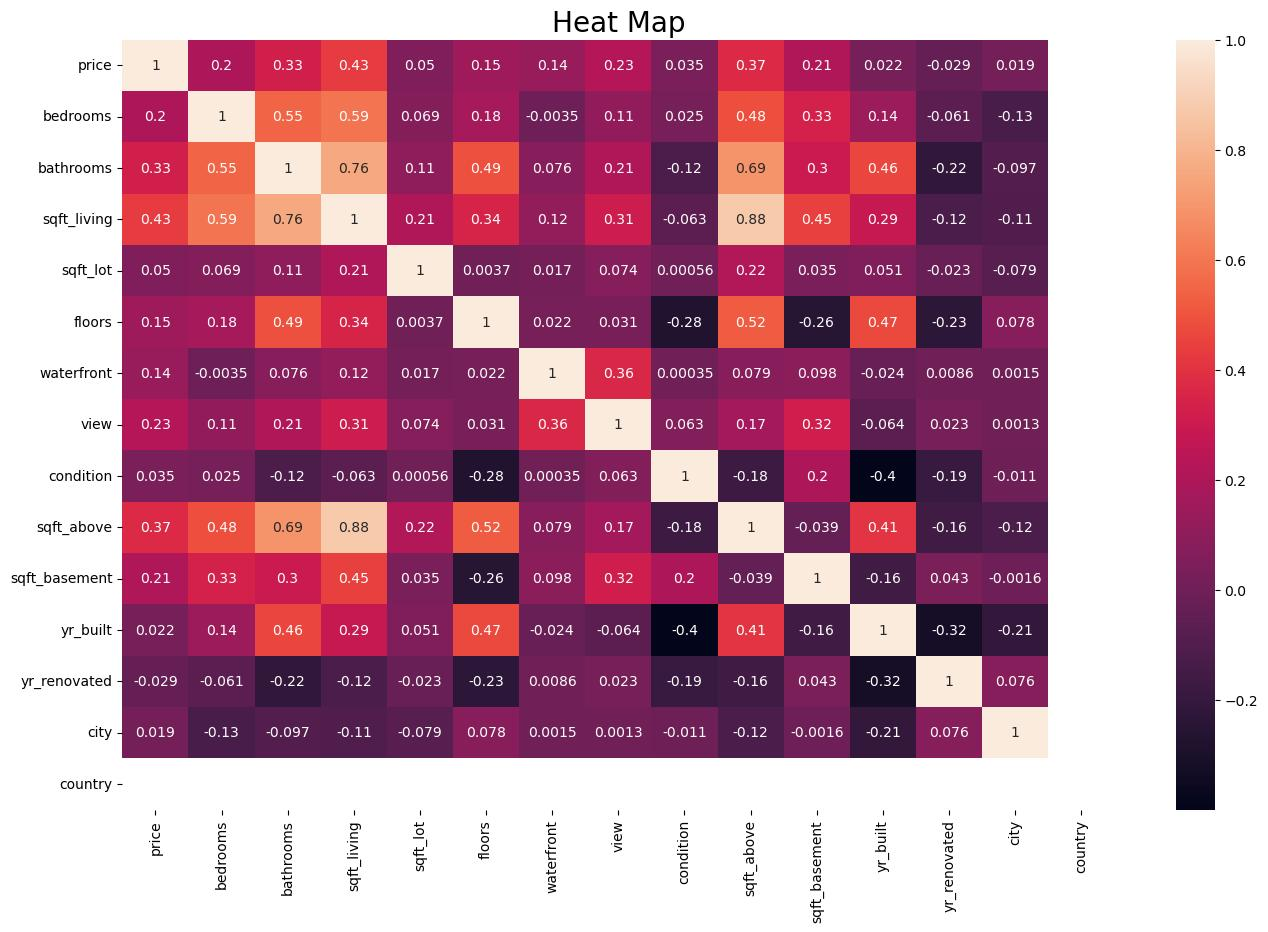 Heat Map
price 1 0.2 0.33 0.43 0.05 0.15 0.14 0.23 0.035 0.37 0.21 0.022 -0.029 0.019
bedrooms 0.2 1 0.55 0.59 0.069 0.18 -0.0035 0.11 0.025 0.48 0.33 0.14 -0.061 -0.13
bathrooms 0.33 0.55 1 0.76 0.11 0.49 0.076 0.21 -0.12 0.69 0.3 0.46 -0.22 -0.097
sqft_living 0.43 0.59 0.76 1 0.21 0.34 0.12 0.31 -0.063 0.88 0.45 0.29 -0.12 -0.11
sqft_lot 0.05 0.069 0.11 0.21 1 0.0037 0.017 0.074 0.00056 0.22 0.035 0.051 -0.023 -0.079
floors 0.15 0.18 0.49 0.34 0.0037 1 0.022 0.031 -0.28 0.52 -0.26 0.47 -0.23 0.078
waterfront 0.14 -0.0035 0.076 0.12 0.017 0.022 1 0.36 0.00035 0.079 0.098 -0.024 0.0086 0.0015
view 0.23 0.11 0.21 0.31 0.074 0.031 0.36 1 0.063 0.17 0.32 -0.064 0.023 0.0013
condition 0.035 0.025 -0.12 -0.063 0.00056 -0.28 0.00035 0.063 1 -0.18 0.2 -0.4 -0.19 -0.011
sqft_above 0.37 0.48 0.69 0.88 0.22 0.52 0.079 0.17 -0.18 1 -0.039 0.41 -0.16 -0.12
sqft_basement 0.21 0.33 0.3 0.45 0.035 -0.26 0.098 0.32 0.2 -0.039 1 -0.16 0.043 -0.0016
yr_built 0.022 0.14 0.46 0.29 0.051 0.47 -0.024 -0.064 -0.4 0.41 -0.16 1 -0.32 -0.21
yr_renovated -0.029 -0.061 -0.22 -0.12 -0.023 -0.23 0.0086 0.023 -0.19 -0.16 0.043 -0.32 1 0.076
city 0.019 -0.13 -0.097 -0.11 -0.079 0.078 0.0015 0.0013 -0.011 -0.12 -0.0016 -0.21 0.076 1
country
price bedrooms bathrooms sqft_living sqft_lot floors waterfront view condition sqft_above sqft_basement yr_built yr_renovated city country
1.0
0.8
0.6
0.4
0.2
0.0
−0.2